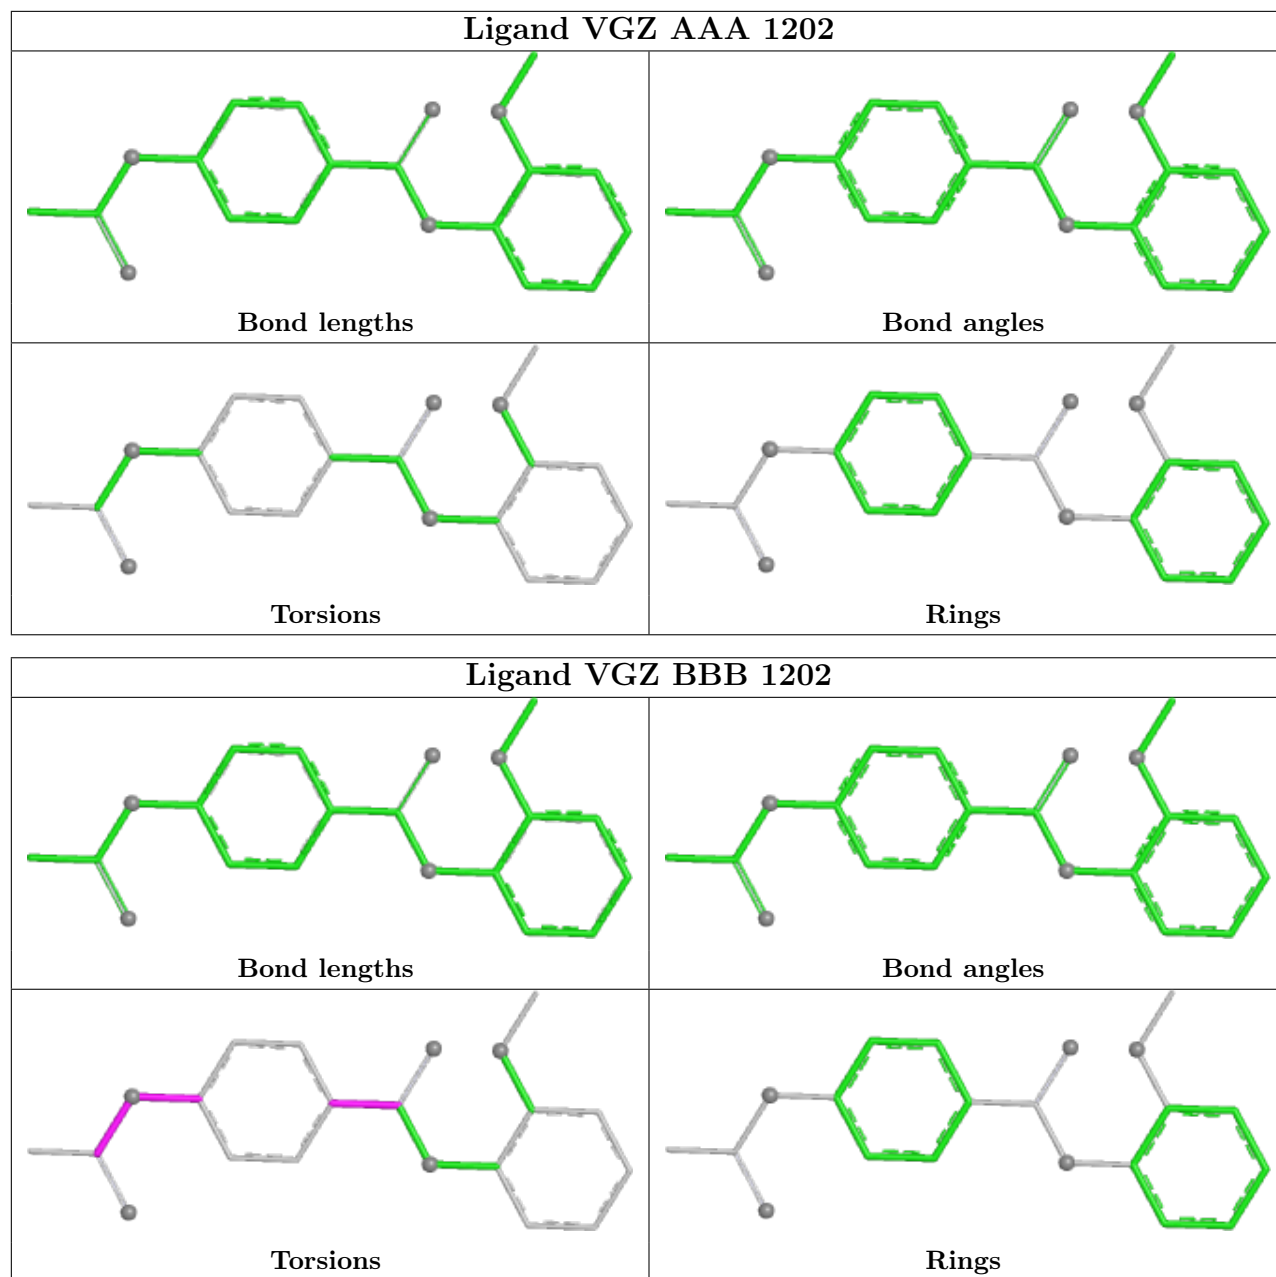 Ligand VGZ AAA 1202
Bond lengths
Bond angles
Torsions
Rings
Ligand VGZ BBB 1202
Bond lengths
Bond angles
Torsions
Rings